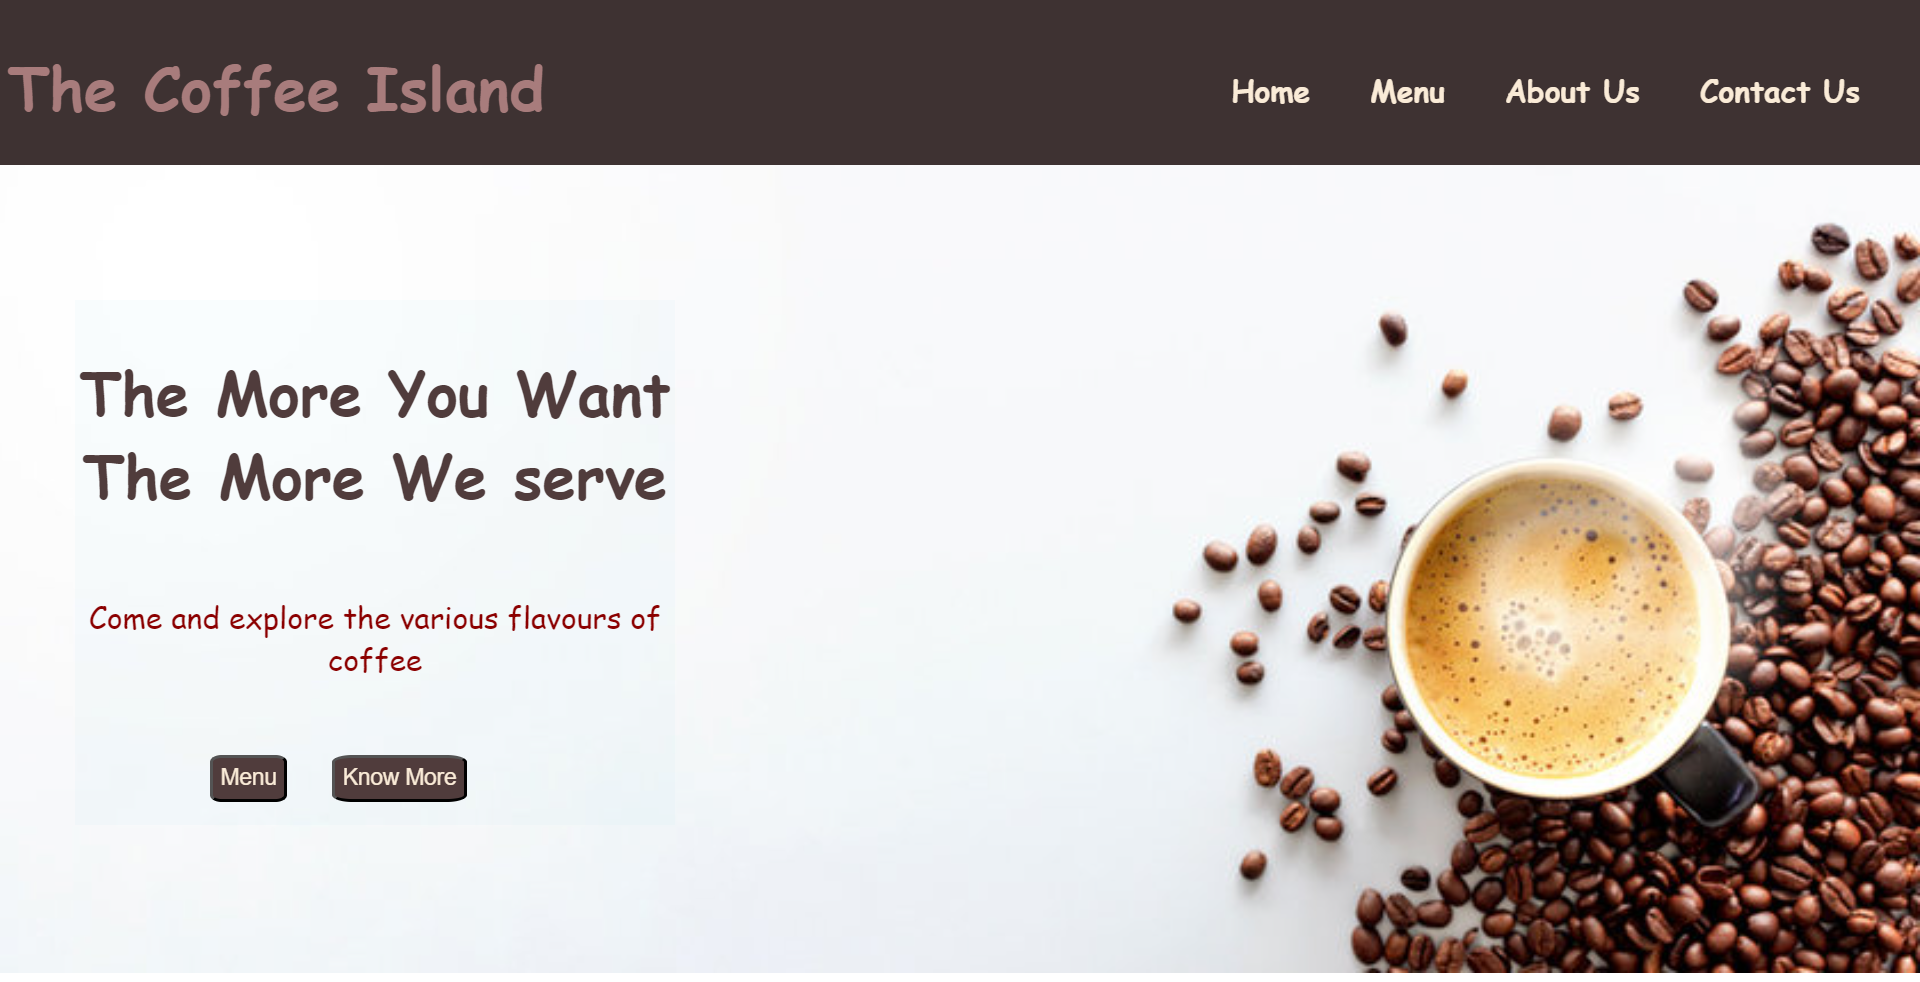 The Coffee Island
Home Menu About Us Contact Us
The More You Want
The More We serve
Come and explore the various flavours of
coffee
Menu Know More